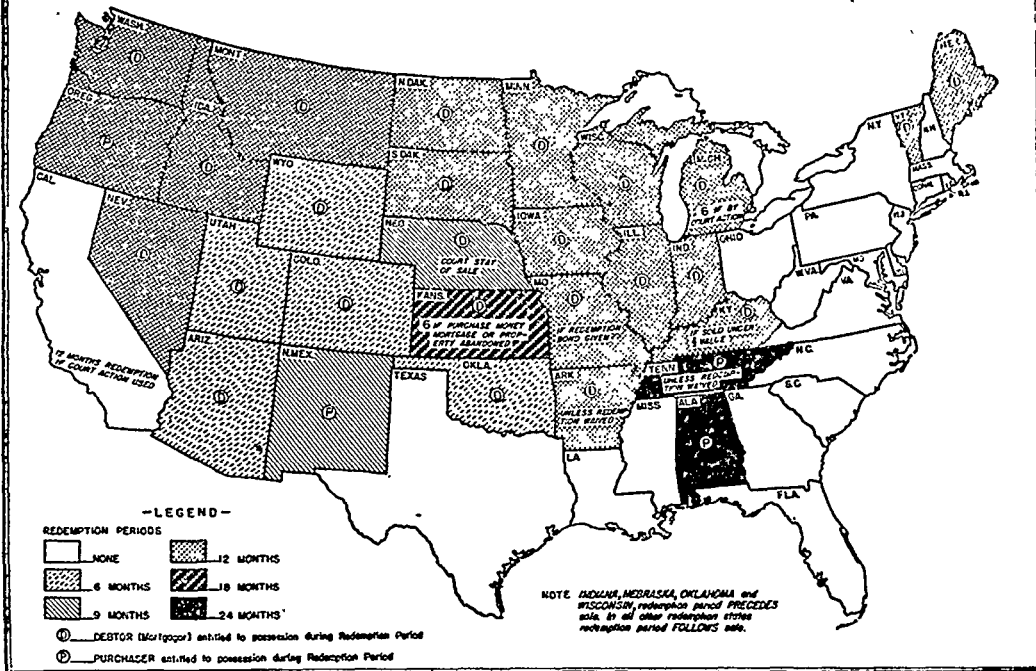 WASH.
MONT.
N.DAK.
MINN.
ME.
OREG.
IDA.
S.DAK.
WISC.
MICH.
N.Y.
VT.
N.H.
MASS.
CONN.
R.I.
WYO.
CAL.
NEV.
UTAH
COLO.
COURT STAY
OF SALE
IOWA
ILL.
IND.
OHIO
PA.
N.J.
W.VA.
VA.
6 IF BY
COURT ACTION
KANS.
6 IF PURCHASE MONEY
MORTGAGE OR PROP-
ERTY ABANDONED
MO.
IF REDEMPTION
BOND GIVEN
KY.
IF SOLD UNDER
TENN.
UNLESS REDEMP-
TION WAIVED
N.C.
S.C.
MONTHS REDEMPTION
IF COURT ACTION USED
ARIZ.
N.MEX.
TEXAS
OKLA.
ARK.
UNLESS REDEMP-
TION WAIVED
LA.
MISS.
ALA.
GA.
FLA.
D
P
-LEGEND-
REDEMPTION PERIODS
NONE
12 MONTHS
6 MONTHS
18 MONTHS
9 MONTHS
24 MONTHS
D DEBTOR (Mortgagor) entitled to possession during Redemption Period
P PURCHASER entitled to possession during Redemption Period
NOTE INDIANA, NEBRASKA, OKLAHOMA and
WISCONSIN, redemption period PRECEDES
sale. In all other redemption states
redemption period FOLLOWS sale.